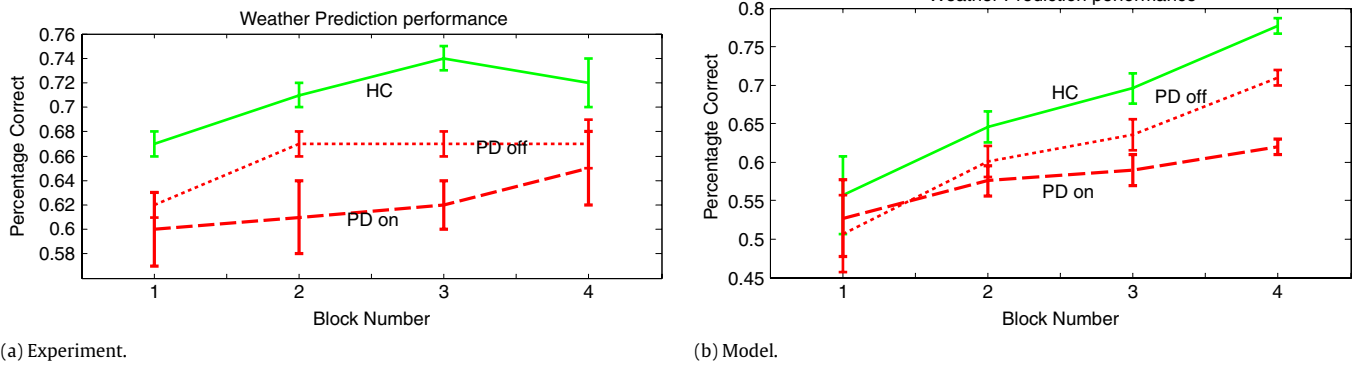 Weather Prediction performance
0.76
0.74
0.72
0.7
0.68
0.66
0.64
0.62
0.6
0.58
Percentage Correct
HC
PD off
PD on
1 2 3 4
Block Number
(a) Experiment.
Weather Prediction performance
0.8
0.75
0.7
0.65
0.6
0.55
0.5
0.45
Percentagte Correct
HC
PD off
PD on
1 2 3 4
Block Number
(b) Model.